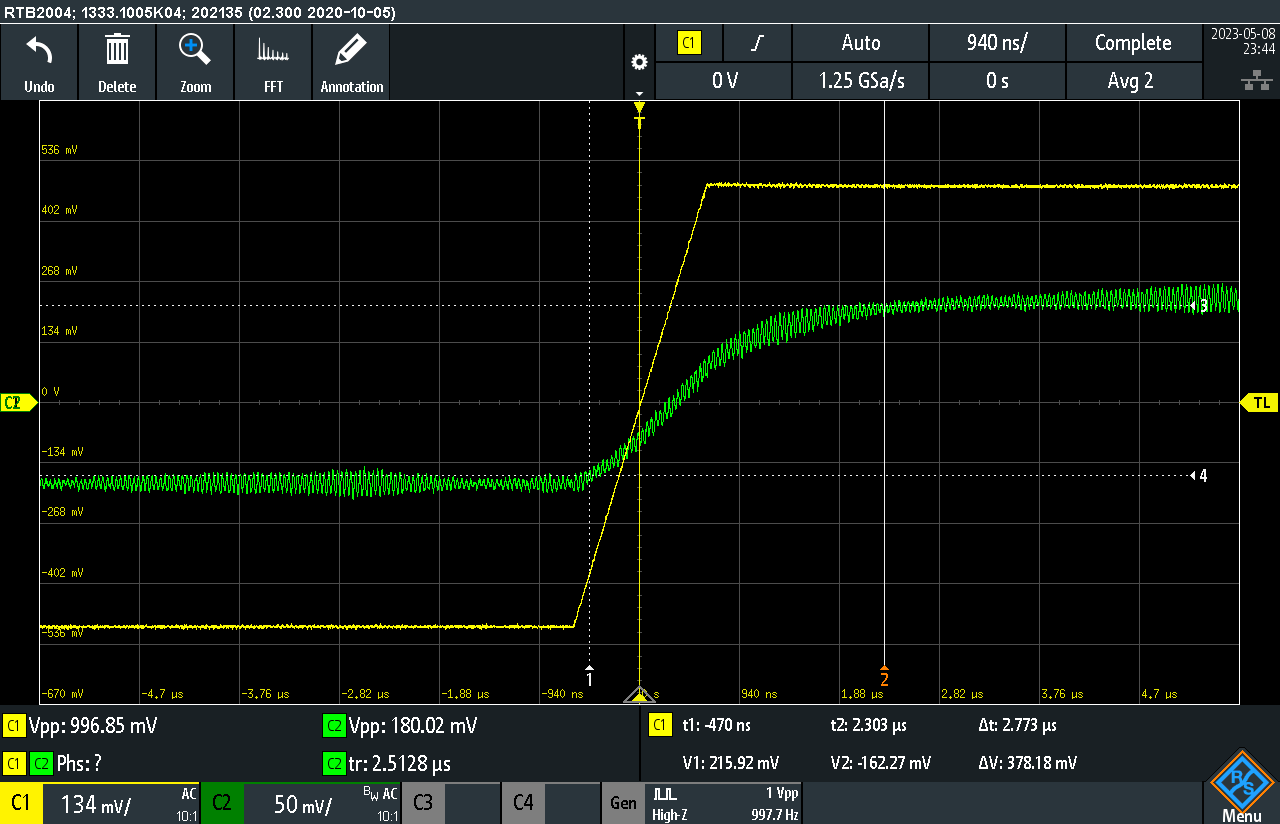 RTB2004; 1333.1005K04; 202135 (02.300 2020-10-05)
Undo Delete Zoom FFT Annotation
C1 Auto 940 ns/ Complete
0 V 1.25 GSa/s 0 s Avg 2
2023-05-08
23:44
T
536 mV
402 mV
268 mV
3
134 mV
0 V
TL
-134 mV
4
-268 mV
-402 mV
-536 mV
1 2
-670 mV -4.7 µs -3.76 µs -2.82 µs -1.88 µs -940 ns 940 ns 1.88 µs 2.82 µs 3.76 µs 4.7 µs
C1 Vpp: 996.85 mV C2 Vpp: 180.02 mV C1 t1: -470 ns t2: 2.303 µs Δt: 2.773 µs
C1 C2 Phs: ? C2 tr: 2.5128 µs V1: 215.92 mV V2: -162.27 mV ΔV: 378.18 mV
C1 134 mV/ AC 10:1 C2 50 mV/ BW AC 10:1 C3 C4 Gen 1 Vpp
High-Z 997.7 Hz
R&S
Menu